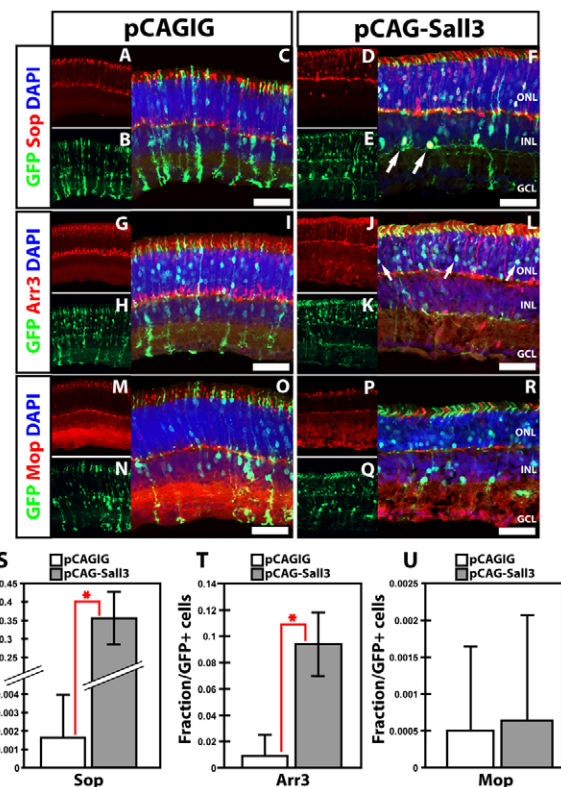 pCAGIG
pCAG-Sall3
GFP Sop DAPI
A
B
C
D
E
F
ONL
INL
GCL
GFP Arr3 DAPI
G
H
I
J
K
L
ONL
INL
GCL
GFP Mop DAPI
M
N
O
P
Q
R
ONL
INL
GCL
S
pCAGIG
pCAG-Sall3
0.45
0.4
0.35
0.3
0.25
0.004
0.003
0.002
0.001
0
*
Sop
T
pCAGIG
pCAG-Sall3
Fraction/GFP+ cells
0.14
0.12
0.1
0.08
0.06
0.04
0.02
0
*
Arr3
U
pCAGIG
pCAG-Sall3
Fraction/GFP+ cells
0.0025
0.002
0.0015
0.001
0.0005
0
Mop